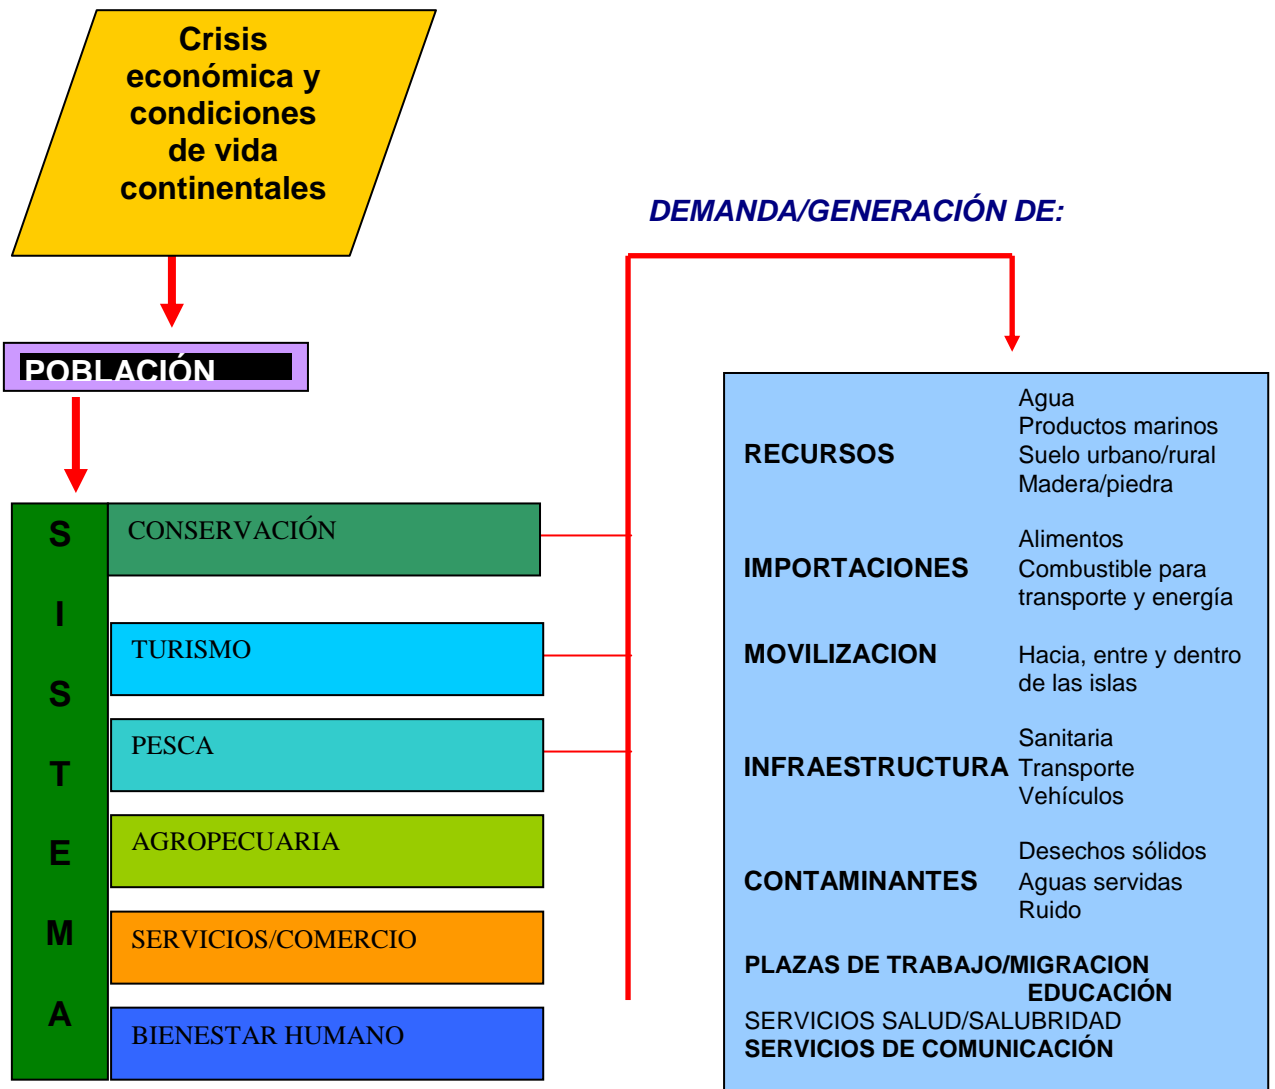 Crisis
económica y
condiciones
de vida
continentales
DEMANDA/GENERACIÓN DE:
POBLACIÓN
S
I
S
T
E
M
A
CONSERVACIÓN
TURISMO
PESCA
AGROPECUARIA
SERVICIOS/COMERCIO
BIENESTAR HUMANO
Agua
Productos marinos
RECURSOS Suelo urbano/rural
Madera/piedra
Alimentos
IMPORTACIONES Combustible para
transporte y energía
MOVILIZACION Hacia, entre y dentro
de las islas
Sanitaria
INFRAESTRUCTURA Transporte
Vehículos
Desechos sólidos
CONTAMINANTES Aguas servidas
Ruido
PLAZAS DE TRABAJO/MIGRACION
EDUCACIÓN
SERVICIOS SALUD/SALUBRIDAD
SERVICIOS DE COMUNICACIÓN